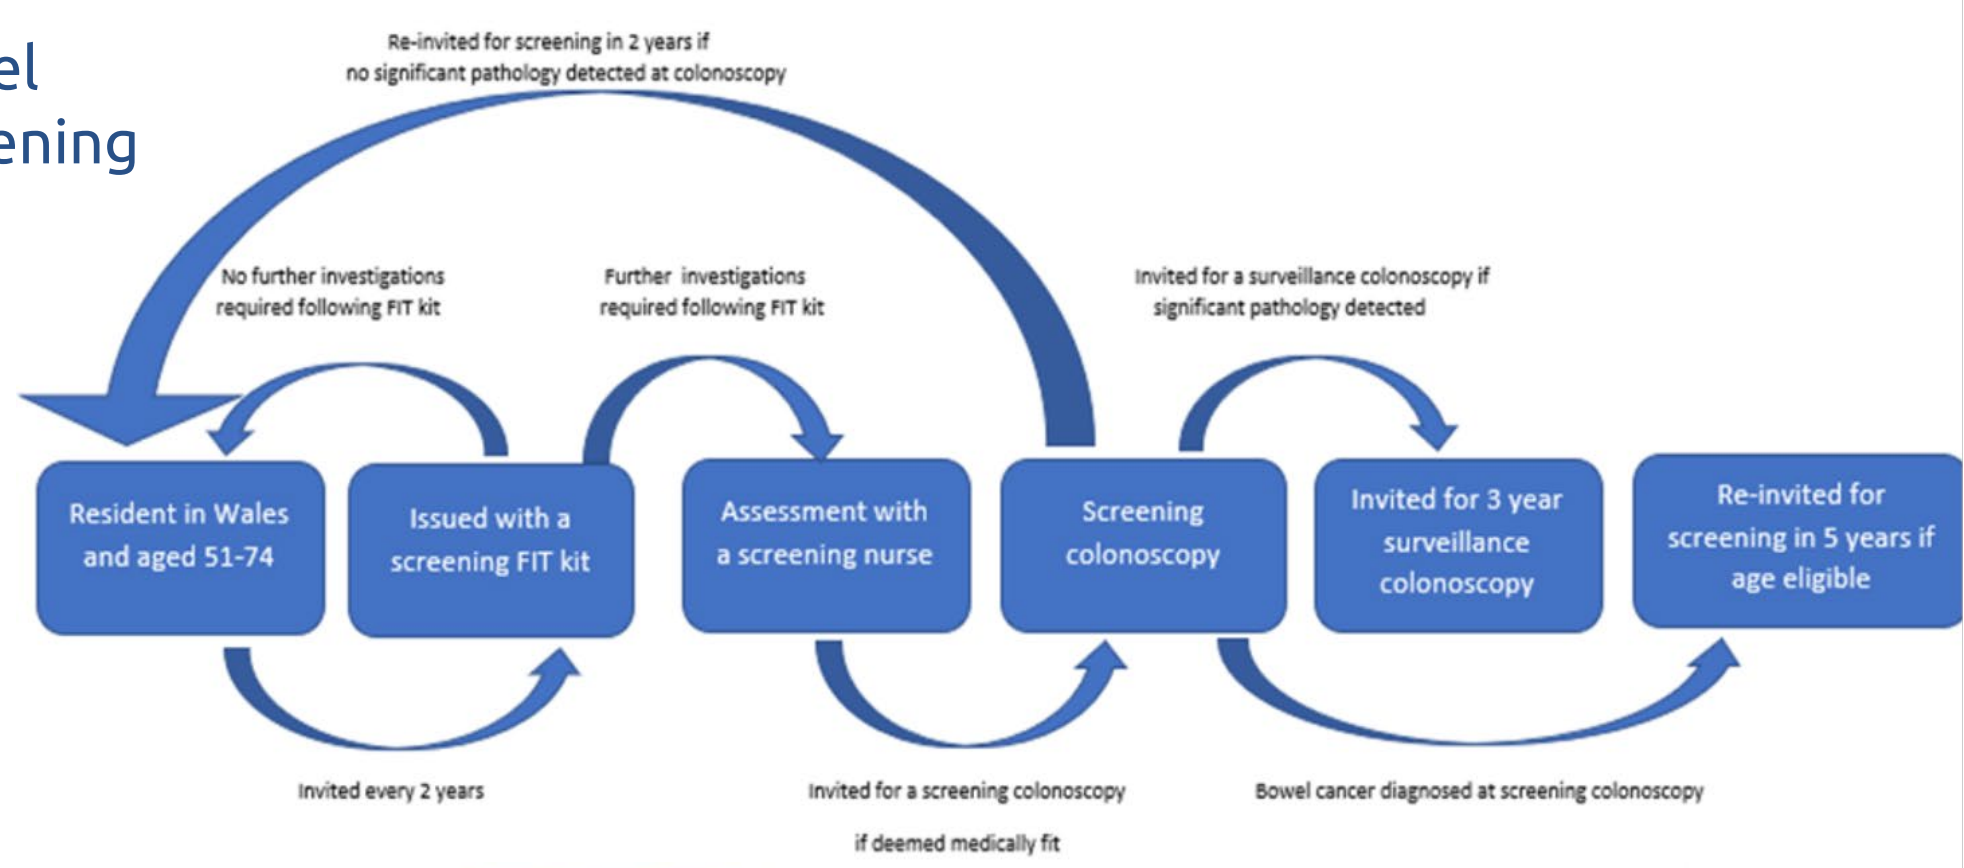 el
ening
Re-invited for screening in 2 years if
no significant pathology detected at colonoscopy
No further investigations
required following FIT kit
Further investigations
required following FIT kit
Invited for a surveillance colonoscopy if
significant pathology detected
Resident in Wales
and aged 51-74
Issued with a
screening FIT kit
Assessment with
a screening nurse
Screening
colonoscopy
Invited for 3 year
surveillance
colonoscopy
Re-invited for
screening in 5 years if
age eligible
Invited every 2 years
Invited for a screening colonoscopy
if deemed medically fit
Bowel cancer diagnosed at screening colonoscopy